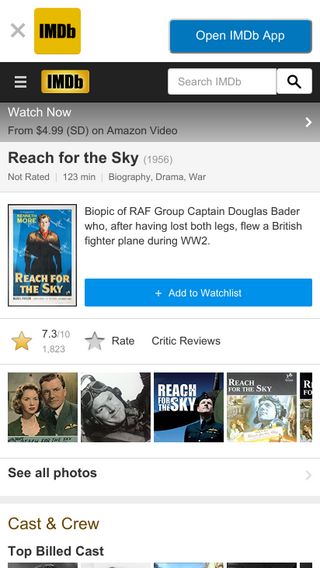 IMDb
Open IMDb App
IMDb
Search IMDb
Watch Now
From $4.99 (SD) on Amazon Video
Reach for the Sky (1956)
Not Rated | 123 min | Biography, Drama, War
KENNETH
MORE
REACH FOR
THE SKY
Biopic of RAF Group Captain Douglas Bader
who, after having lost both legs, flew a British
fighter plane during WW2.
+ Add to Watchlist
7.3/10
1,823
Rate
Critic Reviews
REACH FOR THE SKY
REACH
FOR THE
SKY
REACH FOR THE SKY
See all photos
Cast & Crew
Top Billed Cast